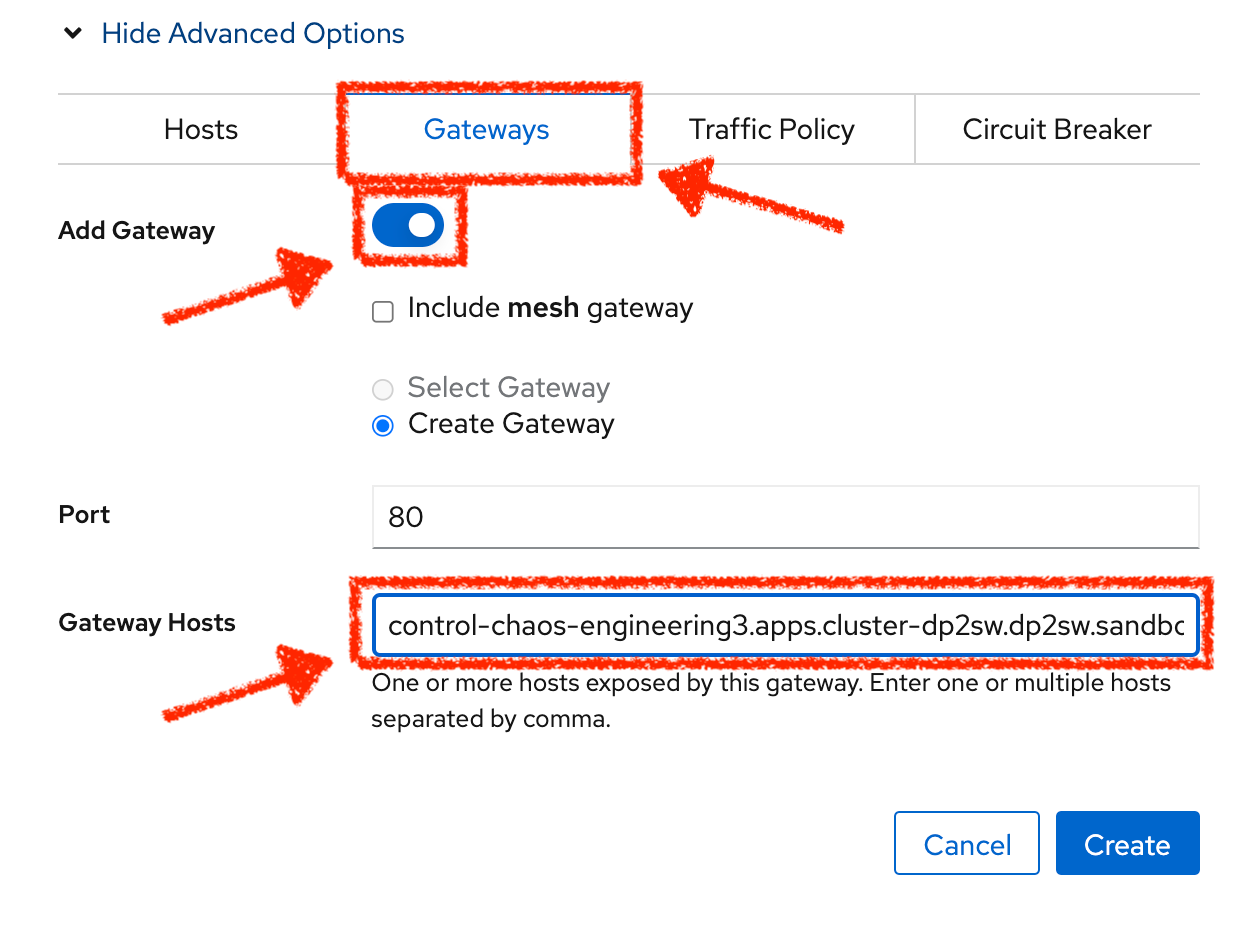 Hide Advanced Options
Hosts
Gateways
Traffic Policy
Circuit Breaker
Add Gateway
Include mesh gateway
Select Gateway
Create Gateway
Port
80
Gateway Hosts
control-chaos-engineering3.apps.cluster-dp2sw.dp2sw.sandbo
One or more hosts exposed by this gateway. Enter one or multiple hosts
separated by comma.
Cancel
Create